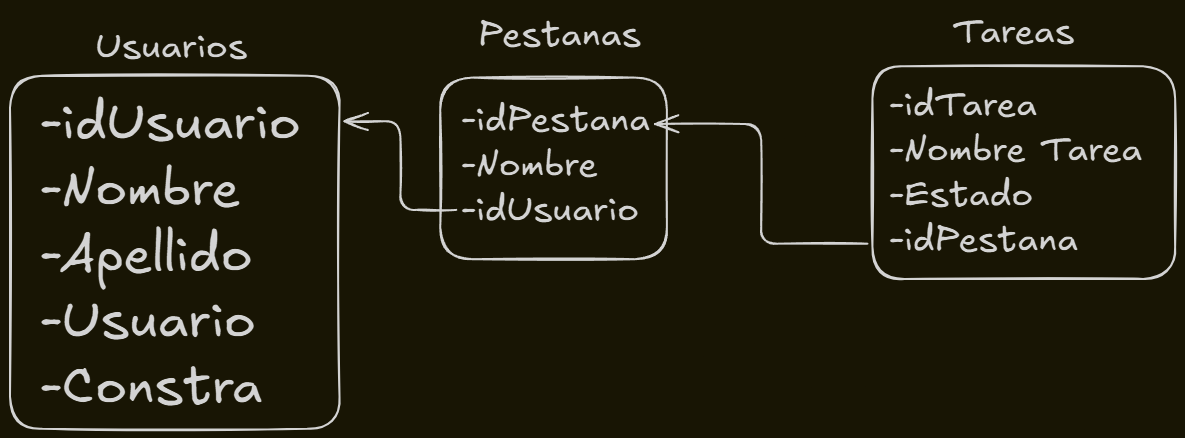 Usuarios
-idUsuario
-Nombre
-Apellido
-Usuario
-Constra
Pestanas
-idPestana
-Nombre
-idUsuario
Tareas
-idTarea
-Nombre Tarea
-Estado
-idPestana